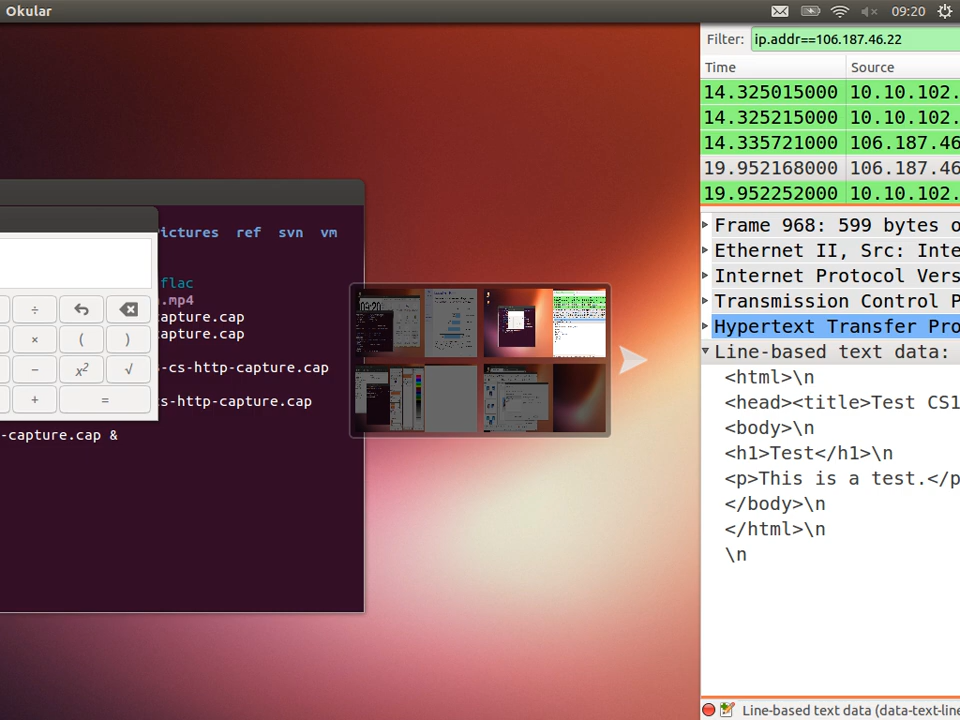 Okular
09:20
Filter: ip.addr==106.187.46.22
Time Source
14.325015000 10.10.102.
14.325215000 10.10.102.
14.335721000 106.187.46
19.952168000 106.187.46
19.952252000 10.10.102.
Frame 968: 599 bytes o
Ethernet II, Src: Inte
Internet Protocol Vers
Transmission Control P
Hypertext Transfer Pro
Line-based text data:
<html>\n
<head><title>Test CS1
<body>\n
<h1>Test</h1>\n
<p>This is a test.</p
</body>\n
</html>\n
\n
Line-based text data (data-text-line
ictures ref svn vm
flac
.mp4
apture.cap
apture.cap
-cs-http-capture.cap
cs-http-capture.cap
-capture.cap &
÷
× ( )
− x² √
+ =
09:20